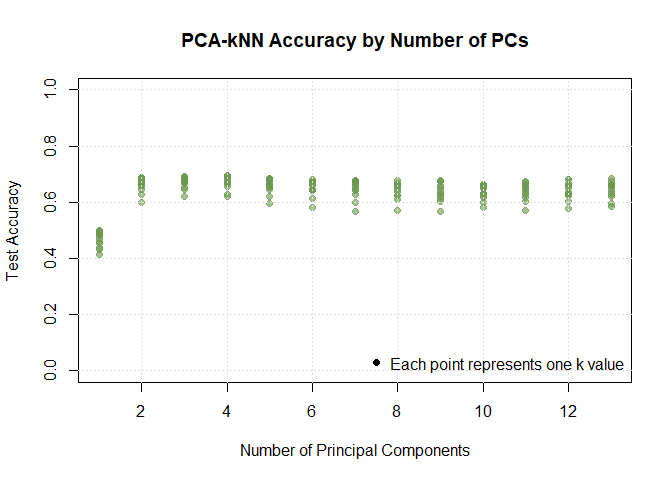 PCA-kNN Accuracy by Number of PCs
Test Accuracy
1.0
0.8
0.6
0.4
0.2
0.0
Each point represents one k value
2 4 6 8 10 12
Number of Principal Components